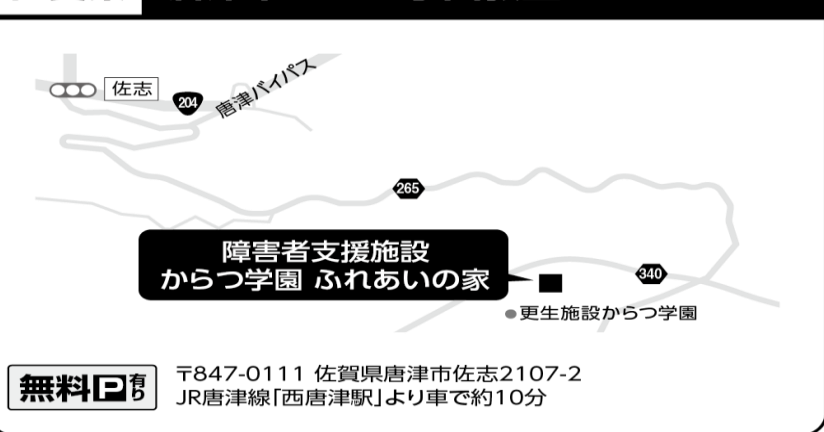 佐志
204
唐津バイパス
265
障害者支援施設
からつ学園 ふれあいの家
340
●更生施設からつ学園
無料P有り
〒847-0111 佐賀県唐津市佐志2107-2
JR唐津線「西唐津駅」より車で約10分